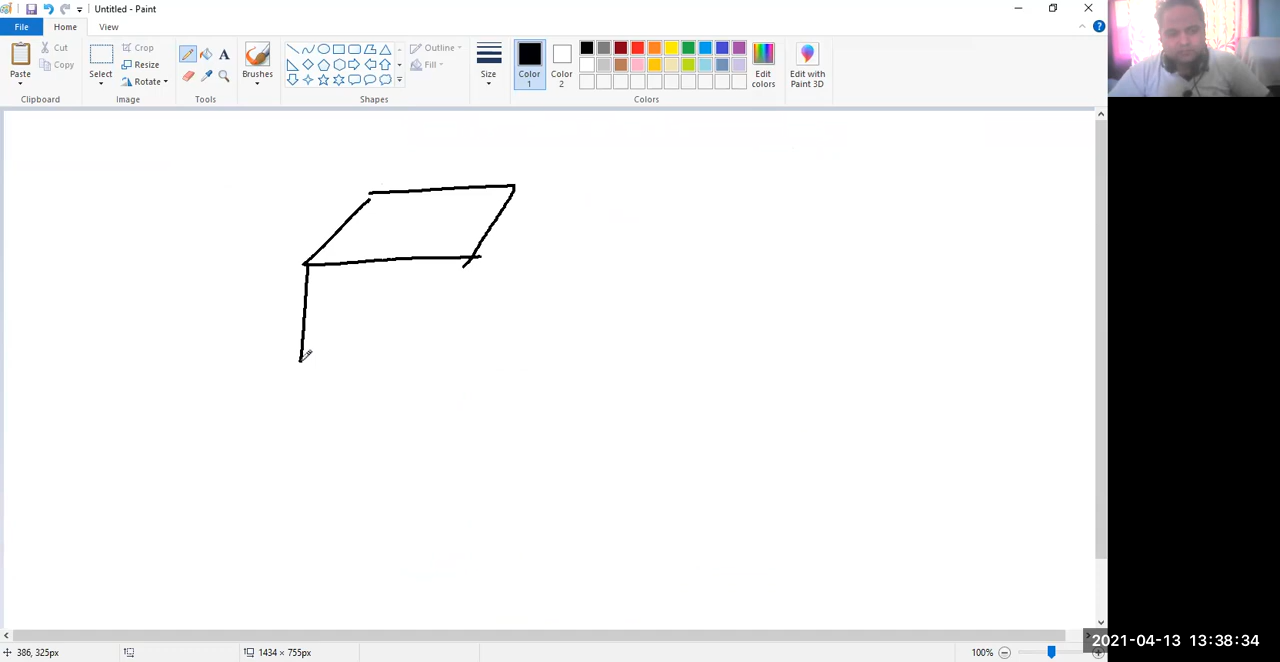 Untitled - Paint
File Home View
Paste
Cut
Copy
Clipboard
Select
Crop
Resize
Rotate
Image
A
Tools
Brushes
Outline
Fill
Shapes
Size
Color 1
Color 2
Edit colors
Colors
Edit with Paint 3D
386, 325px
1434 × 755px
100%
2021-04-13 13:38:34